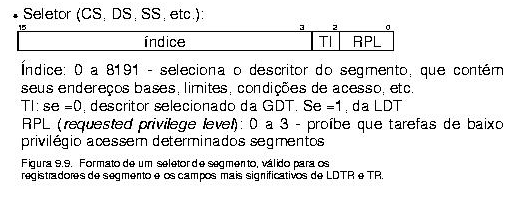 • Seletor (CS, DS, SS, etc.):
15 3 2 0
índice TI RPL
Índice: 0 a 8191 - seleciona o descritor do segmento, que contém
seus endereços bases, limites, condições de acesso, etc.
TI: se =0, descritor selecionado da GDT. Se =1, da LDT
RPL (requested privilege level): 0 a 3 - proíbe que tarefas de baixo
privilégio acessem determinados segmentos
Figura 9.9. Formato de um seletor de segmento, válido para os
registradores de segmento e os campos mais significativos de LDTR e TR.